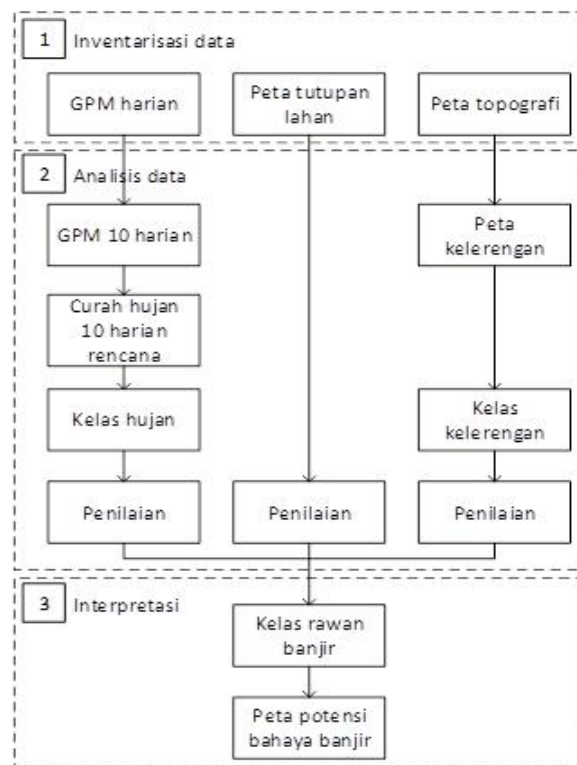 1 Inventarisasi data
GPM harian
Peta tutupan
lahan
Peta topografi
2 Analisis data
GPM 10 harian
Peta
kelerengan
Curah hujan
10 harian
rencana
Kelas hujan
Kelas
kelerengan
Penilaian
Penilaian
Penilaian
3 Interpretasi
Kelas rawan
banjir
Peta potensi
bahaya banjir